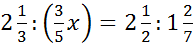 2 1/3 : (3/5 x) = 2 1/2 : 1 2/7